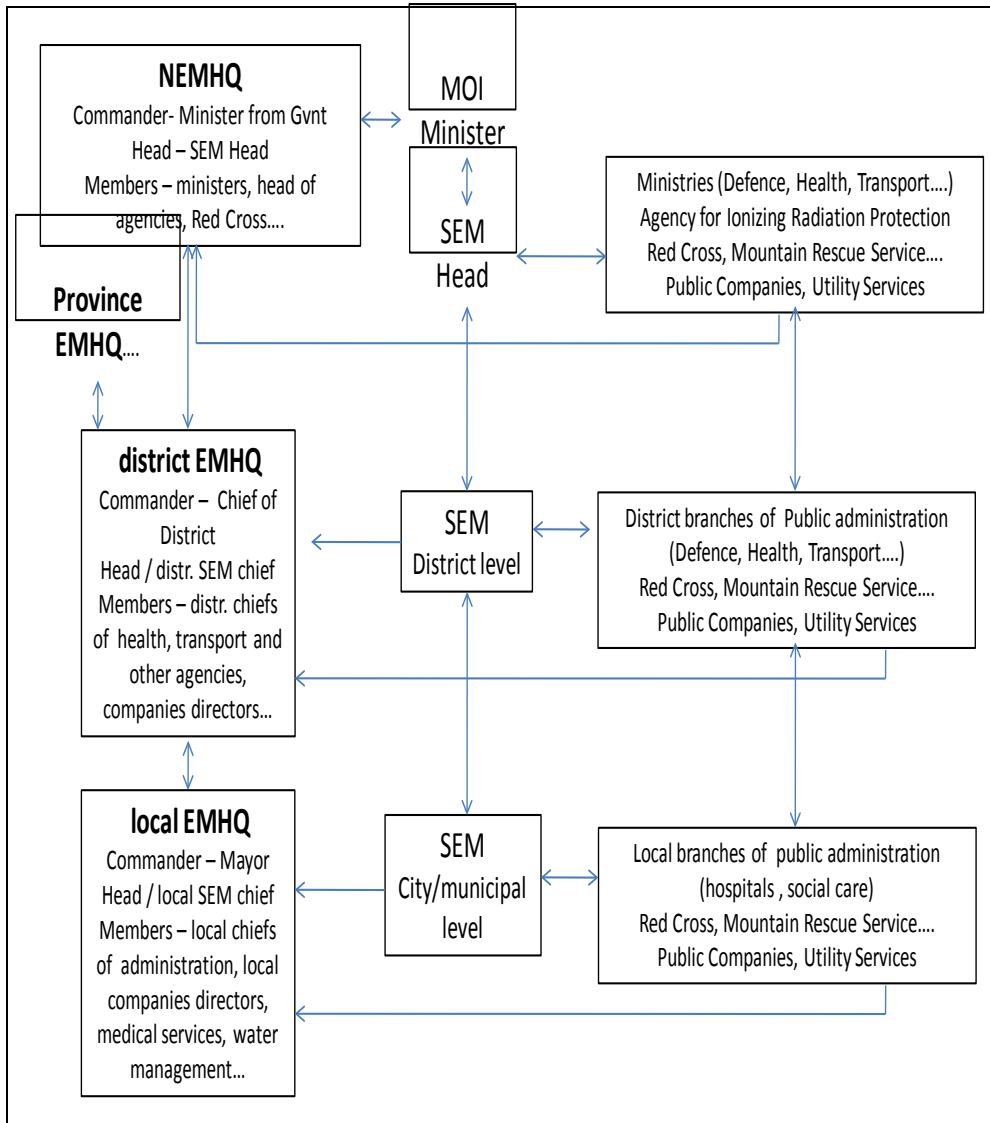 NEMHQ
Commander- Minister from Gvnt
Head – SEM Head
Members – ministers, head of
agencies, Red Cross….
MOI
Minister
SEM
Head
Ministries (Defence, Health, Transport….)
Agency for Ionizing Radiation Protection
Red Cross, Mountain Rescue Service….
Public Companies, Utility Services
Province
EMHQ….
district EMHQ
Commander – Chief of
District
Head / distr. SEM chief
Members – distr. chiefs
of health, transport and
other agencies,
companies directors…
SEM
District level
District branches of Public administration
(Defence, Health, Transport….)
Red Cross, Mountain Rescue Service….
Public Companies, Utility Services
local EMHQ
Commander – Mayor
Head / local SEM chief
Members – local chiefs
of administration, local
companies directors,
medical services, water
management…
SEM
City/municipal
level
Local branches of public administration
(hospitals , social care)
Red Cross, Mountain Rescue Service….
Public Companies, Utility Services